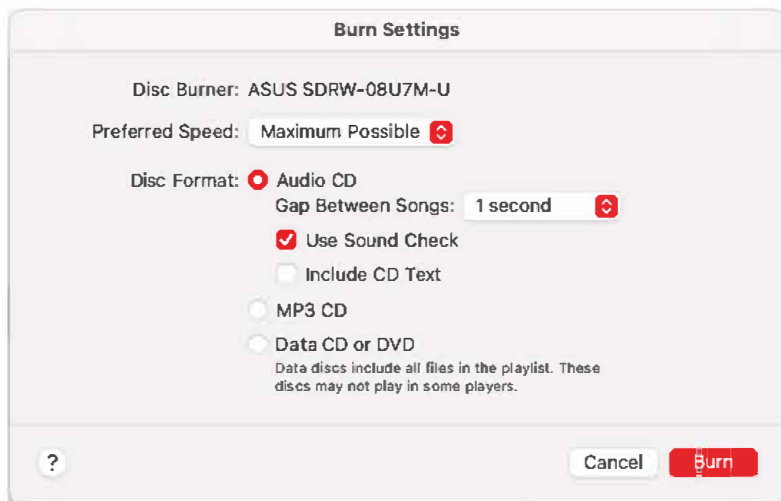 Burn Settings
Disc Burner: ASUS SDRW-08U7M-U
Preferred Speed: Maximum Possible
Disc Format: Audio CD
Gap Between Songs: 1 second
Use Sound Check
Include CD Text
MP3 CD
Data CD or DVD
Data discs include all files in the playlist. These
discs may not play in some players.
? Cancel Burn